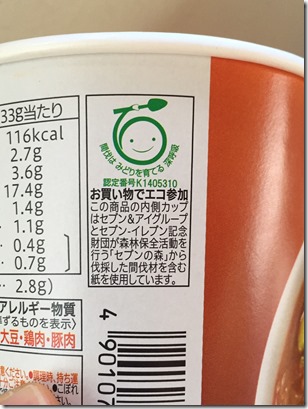 33g当たり
116kcal
2.7g
3.6g
17.4g
1.4g
1.1g
0.4g
0.7g
2.8g)
アレルギー物質
大豆・鶏肉・豚肉
間伐は みどりを育てる 深呼吸
認定番号K1405310
お買い物でエコ参加
この商品の内側カップ
はセブン&アイグループ
とセブン-イレブン記念
財団が森林保全活動を
行う「セブンの森」から
伐採した間伐材を含む
紙を使用しています。
4 90107